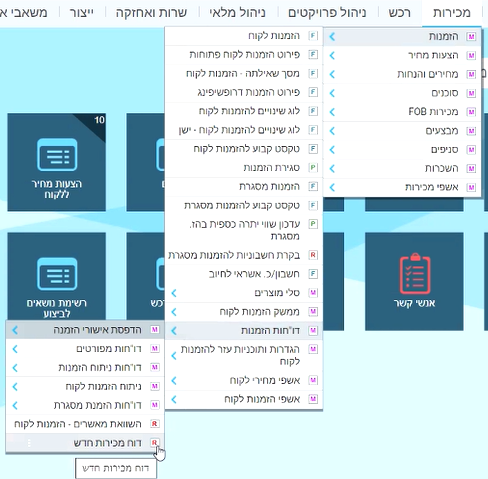 מכירות
רכש
ניהול פרויקטים
ניהול מלאי
שרות ואחזקה
ייצור
משאבי א
הזמנות
הצעות מחיר
מחירים והנחות
סוכנים
מכירות FOB
מבצעים
סניפים
השכרות
אשפי מכירות
הזמנות לקוח
פירוט הזמנות לקוח פתוחות
מסך שאילתה - הזמנות לקוח
פירוט הזמנות דרופשיפינג
לוג שינויים להזמנות לקוח
לוג שינויים להזמנות לקוח - ישן
טקסט קבוע להזמנות לקוח
סגירת הזמנות
הזמנות מסגרת
טקסט קבוע להזמנות מסגרת
עדכון שווי יתרה כספית בהז.
מסגרת
בקרת חשבוניות להזמנות מסגרת
חשבון/כ. אשראי לחיוב
סלי מוצרים
ממשק הזמנות לקוח
דו"חות הזמנות
הגדרות ותוכניות עזר להזמנות
לקוח
אשפי מחירי לקוח
אשפי הזמנות לקוח
הדפסת אישורי הזמנה
דו"חות מפורטים
דו"חות ניתוח הזמנות
ניתוח הזמנות לקוח
דו"חות הזמנת מסגרת
השוואת מאשרים - הזמנות לקוח
דוח מכירות חדש
דוח מכירות חדש
10
הצעות מחיר
ללקוח
אנשי קשר
רשימת נושאים
לביצוע